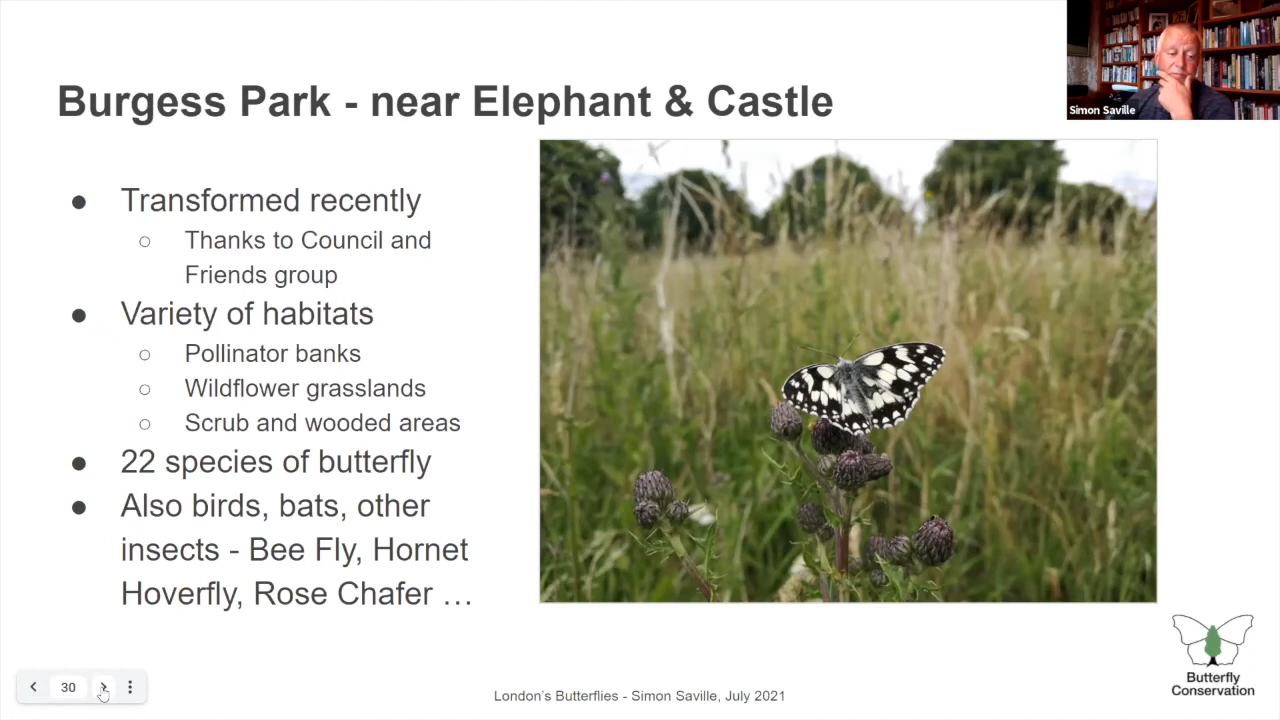 Burgess Park - near Elephant & Castle
Simon Saville
● Transformed recently
○ Thanks to Council and
Friends group
● Variety of habitats
○ Pollinator banks
○ Wildflower grasslands
○ Scrub and wooded areas
● 22 species of butterfly
● Also birds, bats, other
insects - Bee Fly, Hornet
Hoverfly, Rose Chafer …
Butterfly
Conservation
30
London's Butterflies - Simon Saville, July 2021